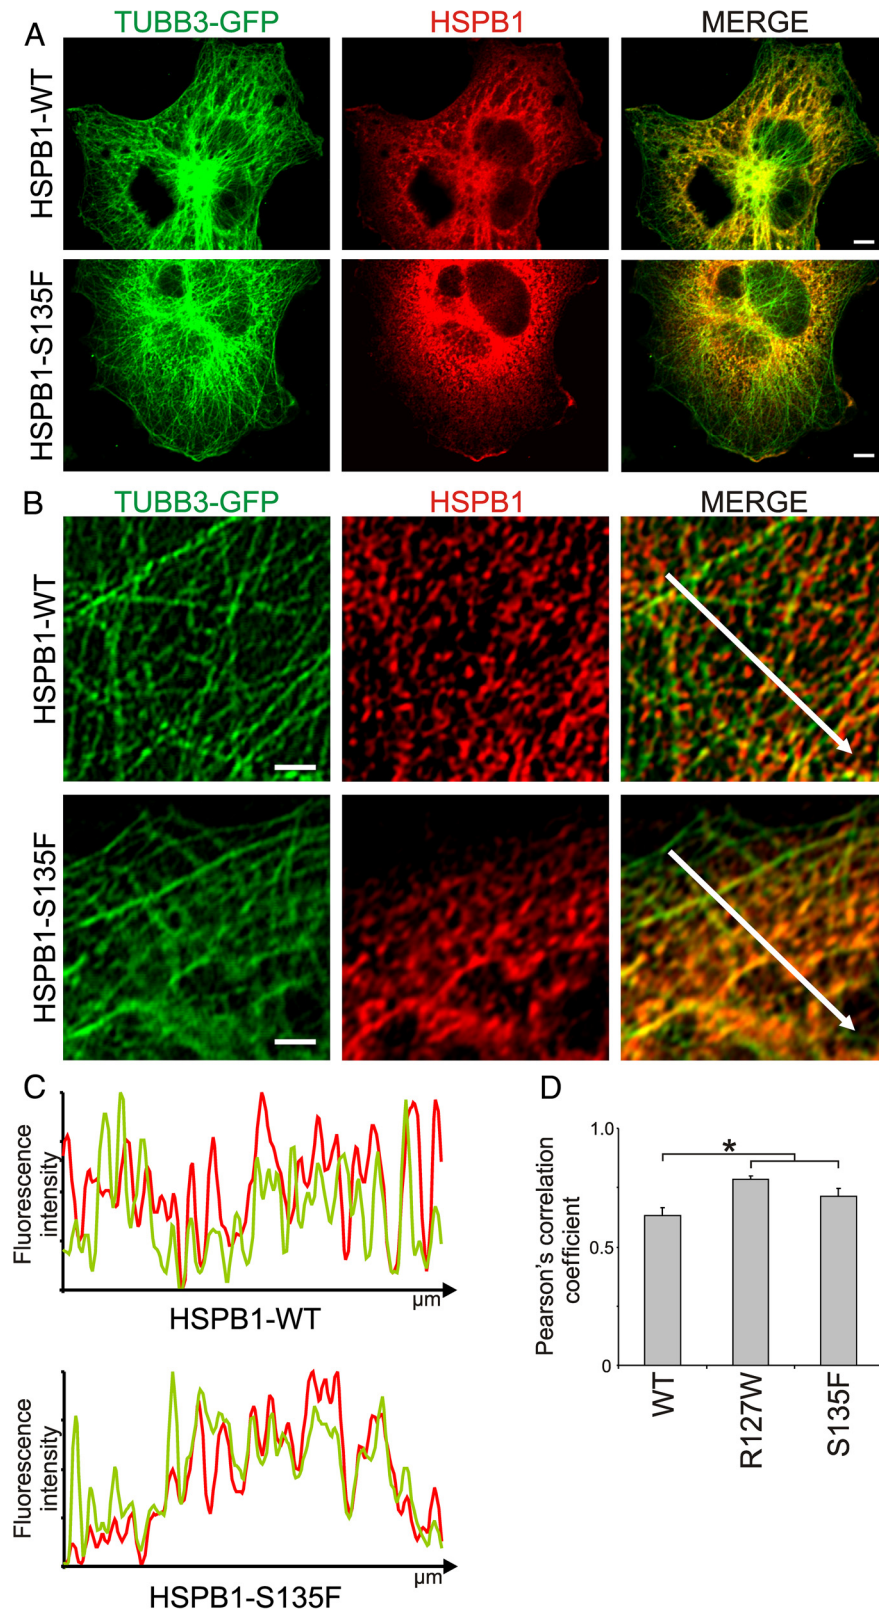 A
TUBB3-GFP HSPB1 MERGE
HSPB1-WT
HSPB1-S135F
B
TUBB3-GFP HSPB1 MERGE
HSPB1-WT
HSPB1-S135F
C
Fluorescence
intensity
µm
HSPB1-WT
Fluorescence
intensity
µm
HSPB1-S135F
D
Pearson's correlation
coefficient
1.0
0.5
0
*
WT
R127W
S135F